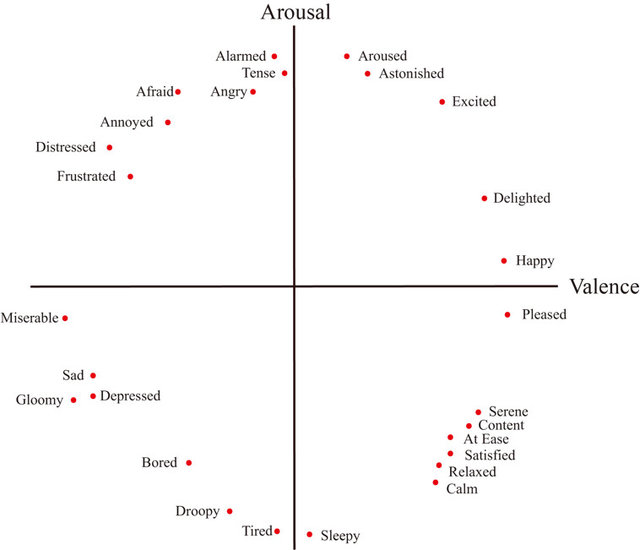 Arousal
Alarmed
Aroused
Tense
Astonished
Afraid
Angry
Excited
Annoyed
Distressed
Frustrated
Delighted
Happy
Valence
Miserable
Pleased
Sad
Depressed
Gloomy
Serene
Content
At Ease
Satisfied
Bored
Relaxed
Calm
Droopy
Tired
Sleepy